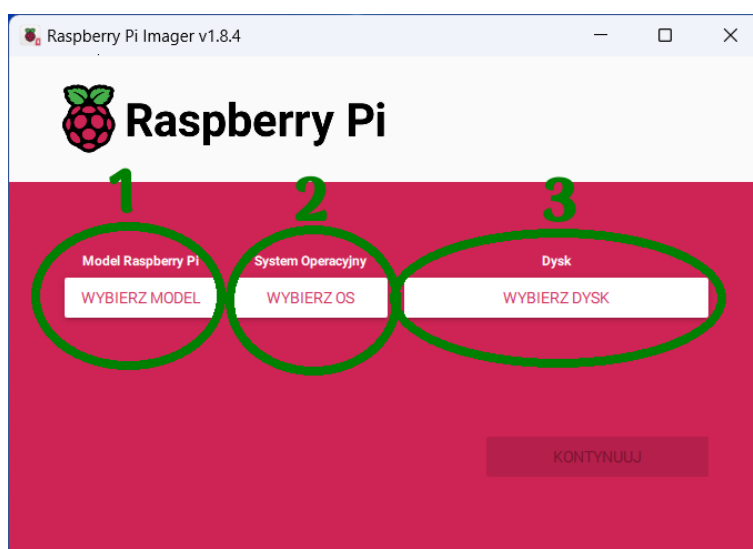 Raspberry Pi Imager v1.8.4
Raspberry Pi
1 2 3
Model Raspberry Pi System Operacyjny Dysk
WYBIERZ MODEL WYBIERZ OS WYBIERZ DYSK
KONTYNUUJ